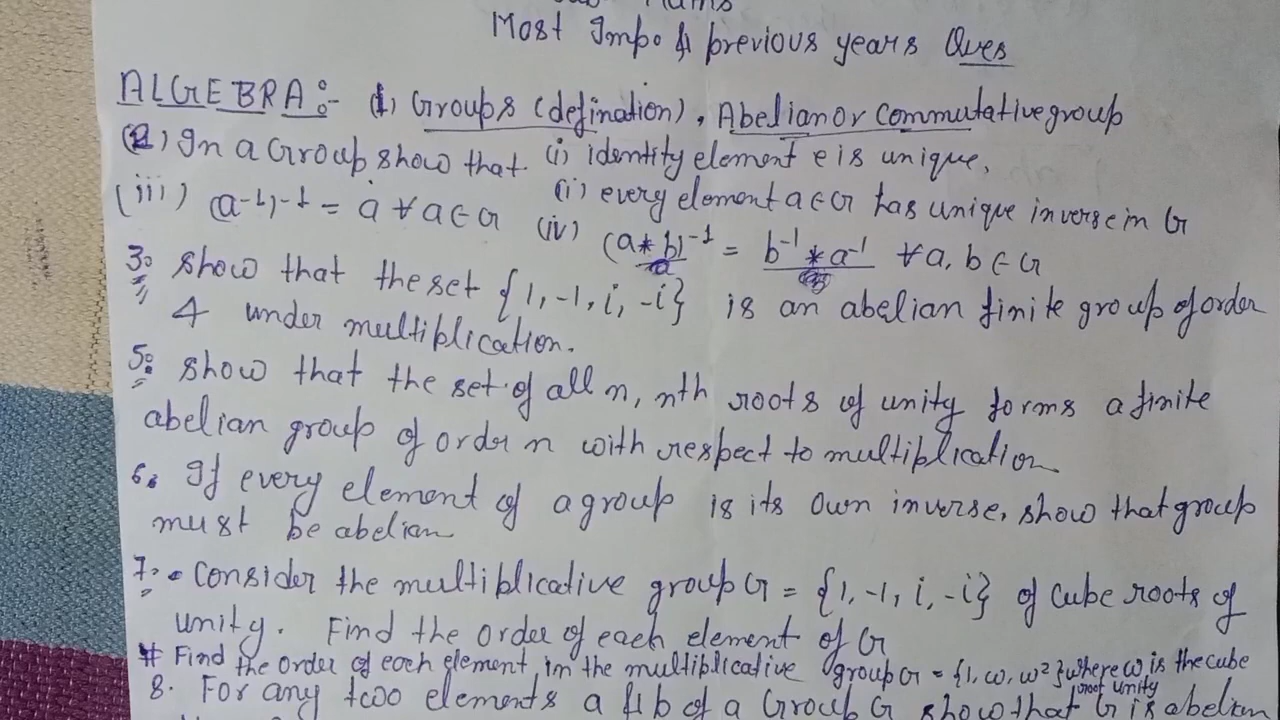 Maths
Most Impo & previous years Ques
ALGEBRA:- (1) Groups (defination), Abelian or Commutative group
(2) In a Group show that (i) identity element e is unique,
(i) every element a ∈ G has unique inverse in G
(iii) (a-1)-1 = a ∀ a ∈ G (iv) (a * b)-1 = b-1 * a-1 ∀ a, b ∈ G
3. show that the set {1, -1, i, -i} is an abelian finite group of order
4 under multiplication.
5. show that the set of all n, nth roots of unity forms a finite
abelian group of order n with respect to multiplication
6. If every element of a group is its own inverse, show that group
must be abelian
7. Consider the multiplicative group G = {1, -1, i, -i} of cube roots of
unity. Find the order of each element of G
# Find the order of each element in the multiplicative group G = {1, ω, ω²} where ω is the cube
root unity
8. For any two elements a & b of a Group G show that G is abelian